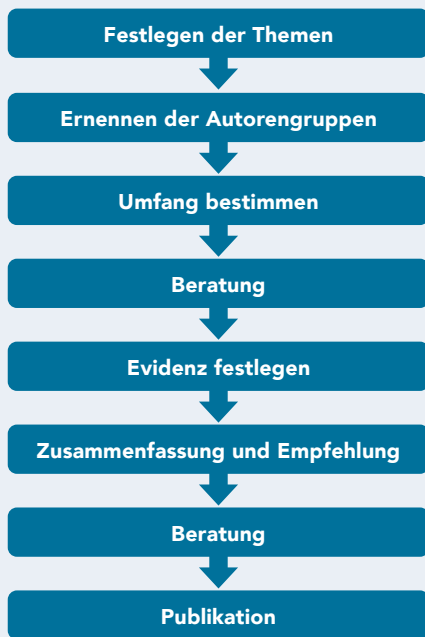 Festlegen der Themen
Ernennen der Autorengruppen
Umfang bestimmen
Beratung
Evidenz festlegen
Zusammenfassung und Empfehlung
Beratung
Publikation